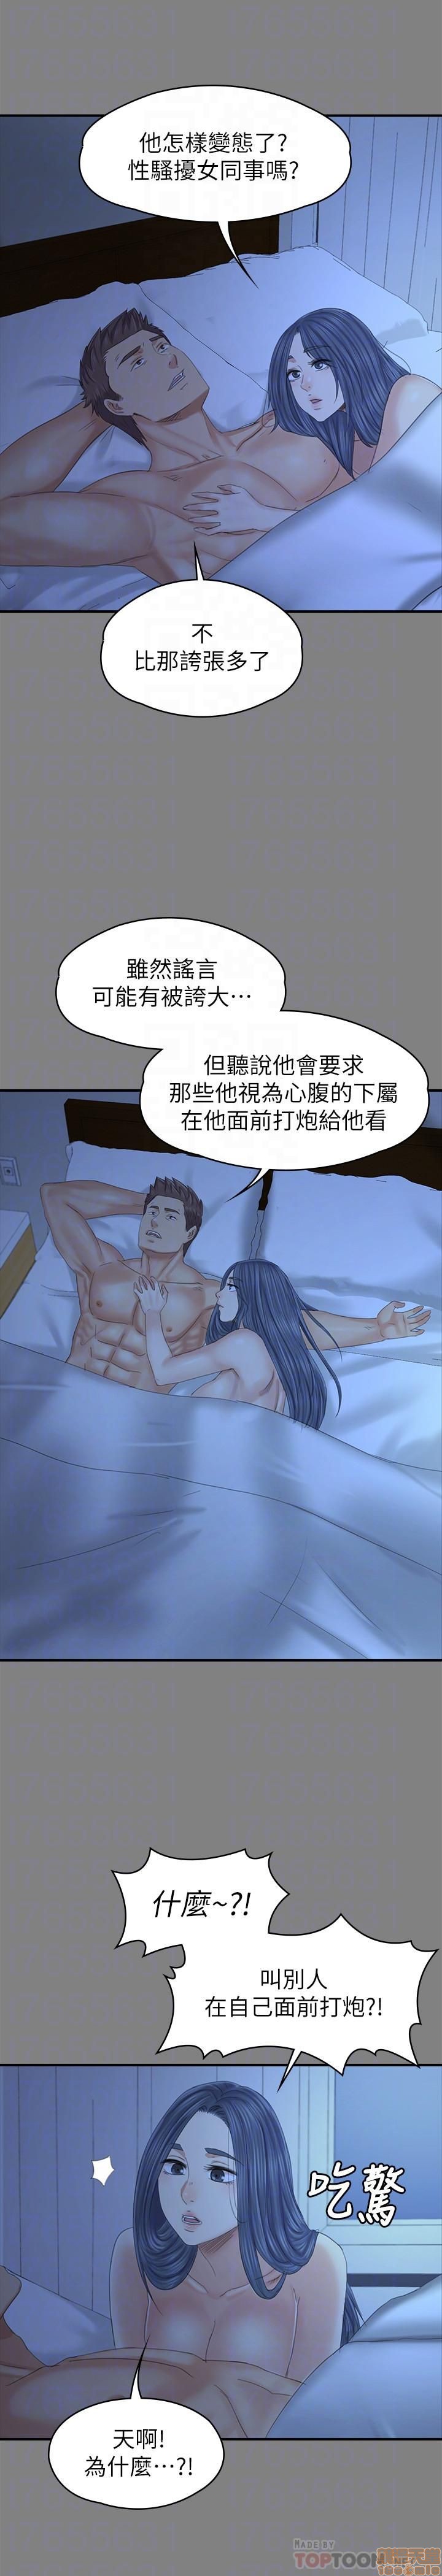 他怎樣變態了?
性騷擾女同事嗎?
不
比那誇張多了
雖然謠言
可能有被誇大⋯
但聽說他會要求
那些他視為心腹的下屬
在他面前打炮給他看
什麼~?!
叫別人
在自己面前打炮?!
吃驚
天啊!
為什麼⋯?!
MADE BY
TOPTOON